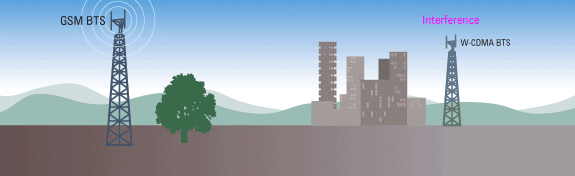 GSM BTS
Interference
W-CDMA BTS